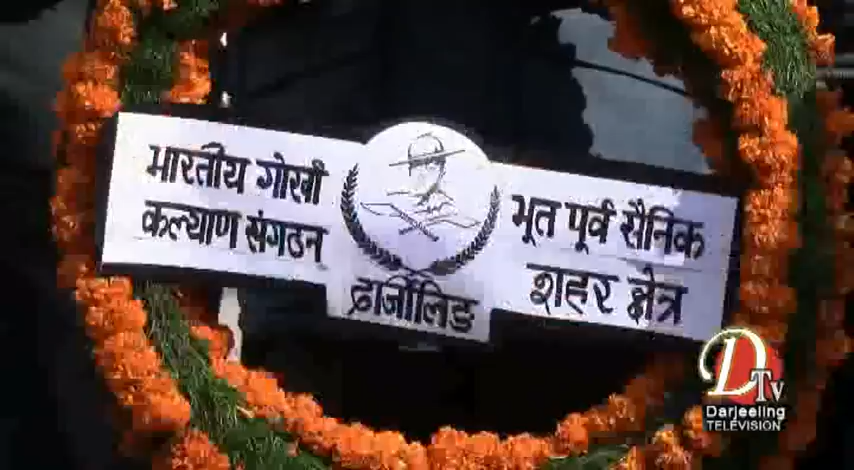 भारतीय गोर्खा
कल्याण संगठन
भूत पूर्व सैनिक
शहर क्षेत्र
दार्जीलिङ
DTV
Darjeeling
TELEVISION